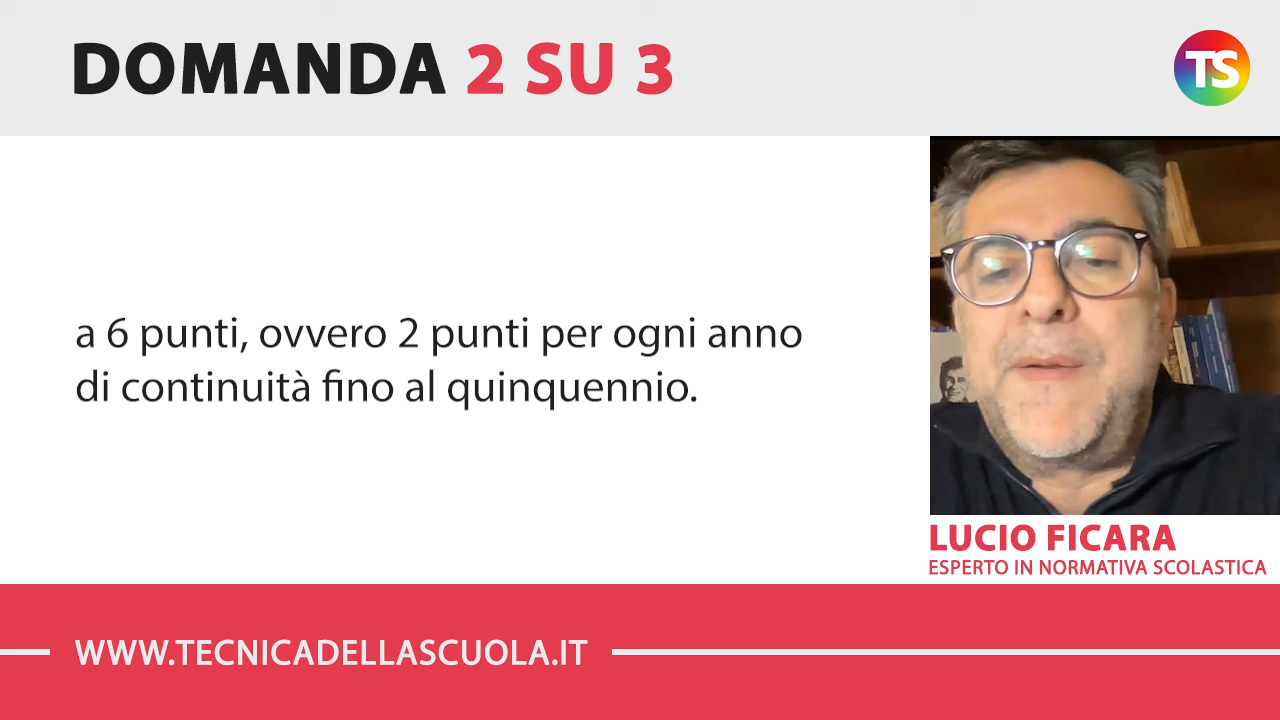 DOMANDA 2 SU 3
TS
a 6 punti, ovvero 2 punti per ogni anno
di continuità fino al quinquennio.
LUCIO FICARA
ESPERTO IN NORMATIVA SCOLASTICA
WWW.TECNICADELLASCUOLA.IT